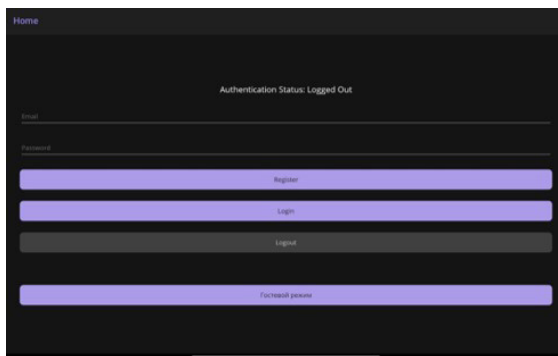 Home
Authentication Status: Logged Out
Email
Password
Register
Login
Logout
Гостевой режим